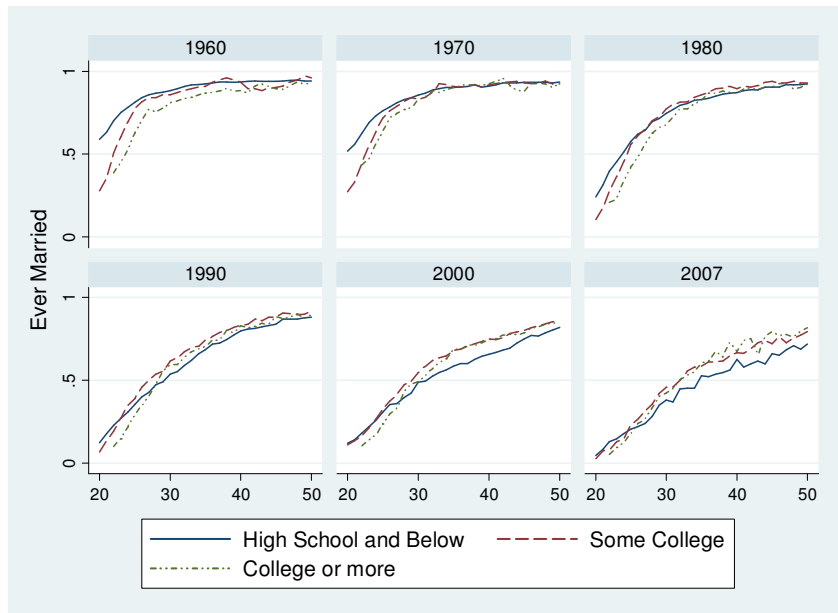 1960 1970 1980
1
.5
0
1990 2000 2007
1
.5
0
Ever Married
20 30 40 50 20 30 40 50 20 30 40 50
High School and Below Some College
College or more